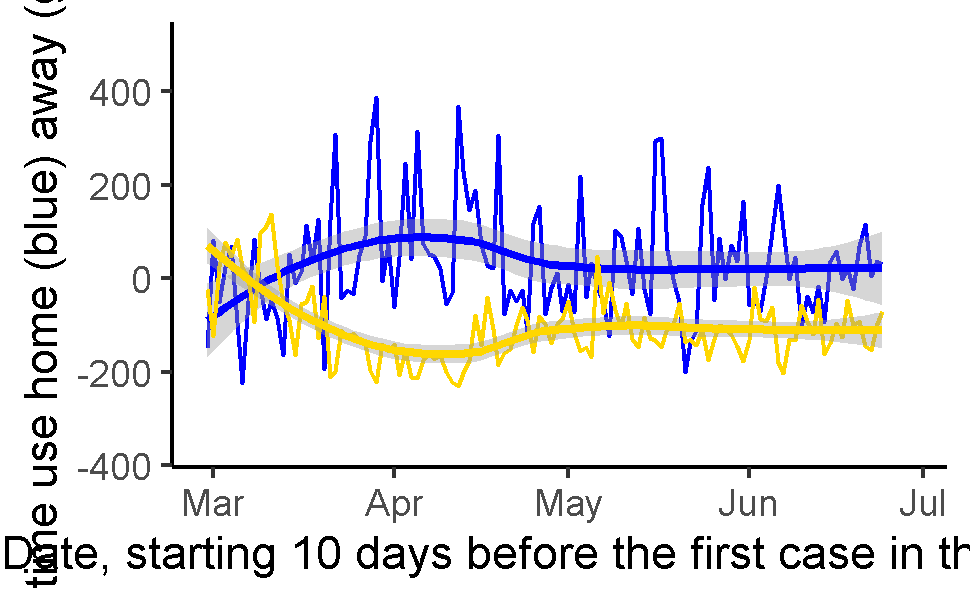 time use home (blue) away (
400
200
0
-200
-400
Mar Apr May Jun Jul
Date, starting 10 days before the first case in th